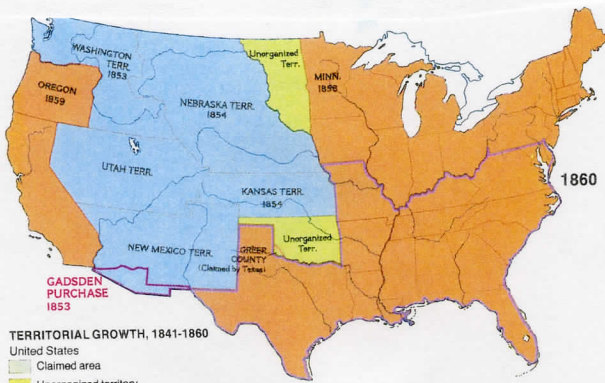 WASHINGTON
TERR.
1853
Unorganized
Terr.
MINN.
1858
OREGON
1859
NEBRASKA TERR.
1854
UTAH TERR.
KANSAS TERR.
1854
1860
NEW MEXICO TERR.
GREER
COUNTY
(Claimed by Texas)
Unorganized
Terr.
GADSDEN
PURCHASE
1853
TERRITORIAL GROWTH, 1841-1860
United States
Claimed area
Unorganized territory